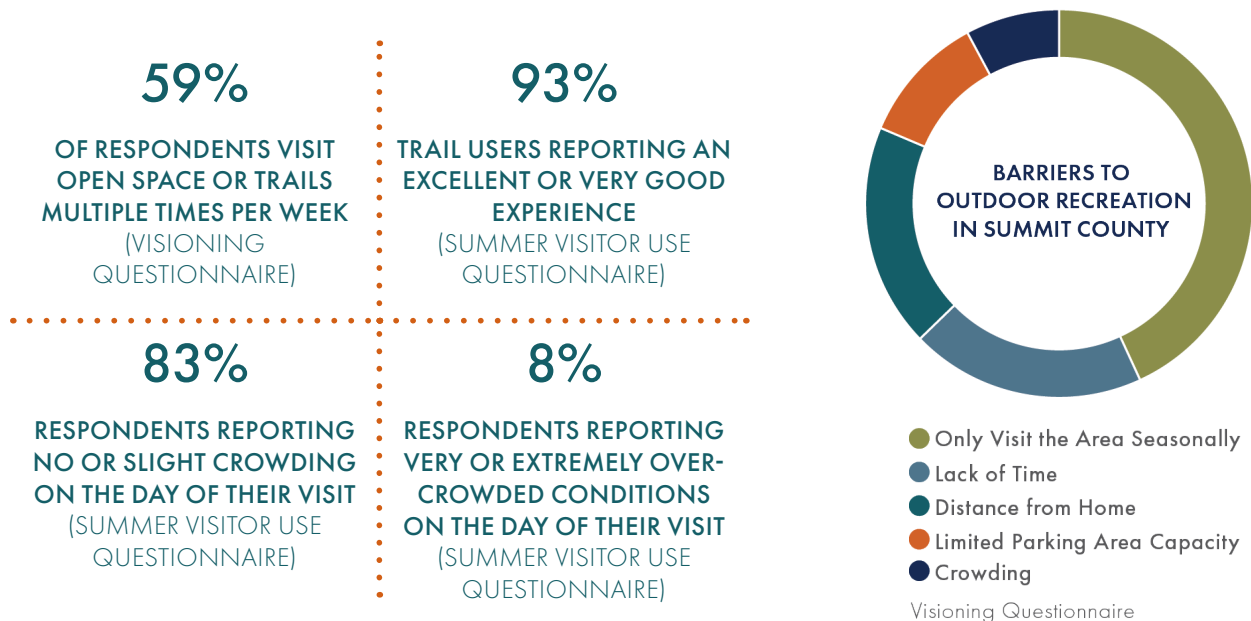 59%
OF RESPONDENTS VISIT
OPEN SPACE OR TRAILS
MULTIPLE TIMES PER WEEK
(VISIONING
QUESTIONNAIRE)
93%
TRAIL USERS REPORTING AN
EXCELLENT OR VERY GOOD
EXPERIENCE
(SUMMER VISITOR USE
QUESTIONNAIRE)
83%
RESPONDENTS REPORTING
NO OR SLIGHT CROWDING
ON THE DAY OF THEIR VISIT
(SUMMER VISITOR USE
QUESTIONNAIRE)
8%
RESPONDENTS REPORTING
VERY OR EXTREMELY OVER-
CROWDED CONDITIONS
ON THE DAY OF THEIR VISIT
(SUMMER VISITOR USE
QUESTIONNAIRE)
BARRIERS TO
OUTDOOR RECREATION
IN SUMMIT COUNTY
Only Visit the Area Seasonally
Lack of Time
Distance from Home
Limited Parking Area Capacity
Crowding
Visioning Questionnaire